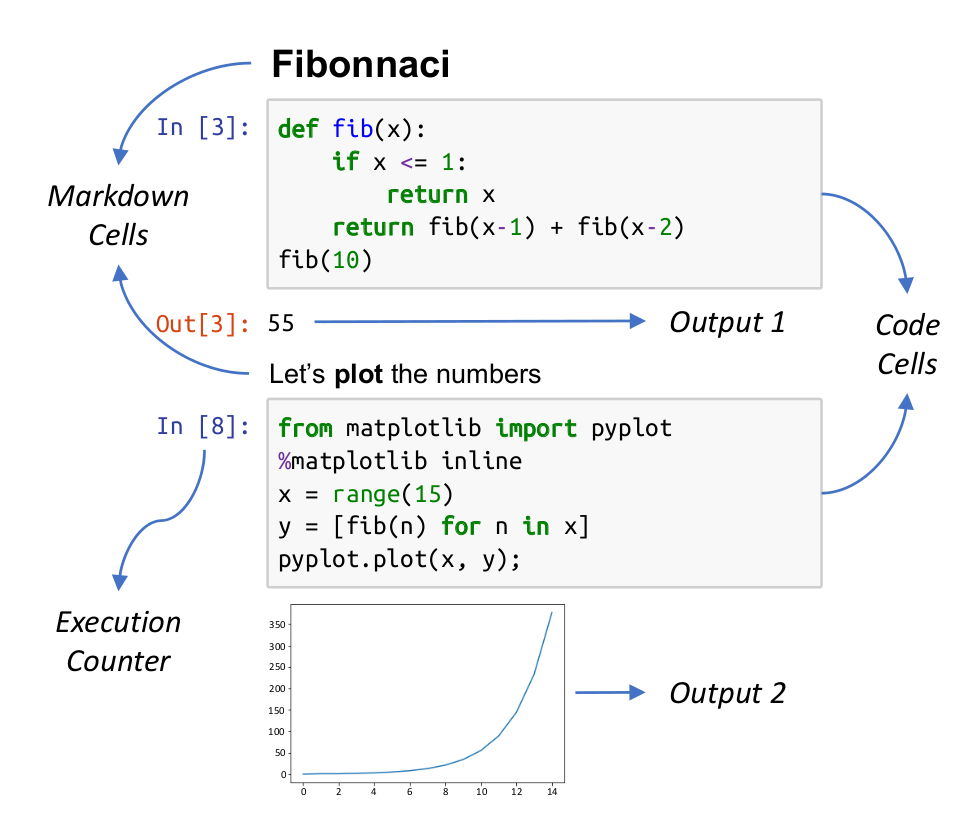 Fibonnaci
In [3]:
def fib(x):
    if x <= 1:
        return x
    return fib(x-1) + fib(x-2)
fib(10)
Markdown
Cells
Out[3]: 55
Output 1
Code
Cells
Let’s plot the numbers
In [8]:
from matplotlib import pyplot
%matplotlib inline
x = range(15)
y = [fib(n) for n in x]
pyplot.plot(x, y);
Execution
Counter
350
300
250
200
150
100
50
0
0 2 4 6 8 10 12 14
Output 2